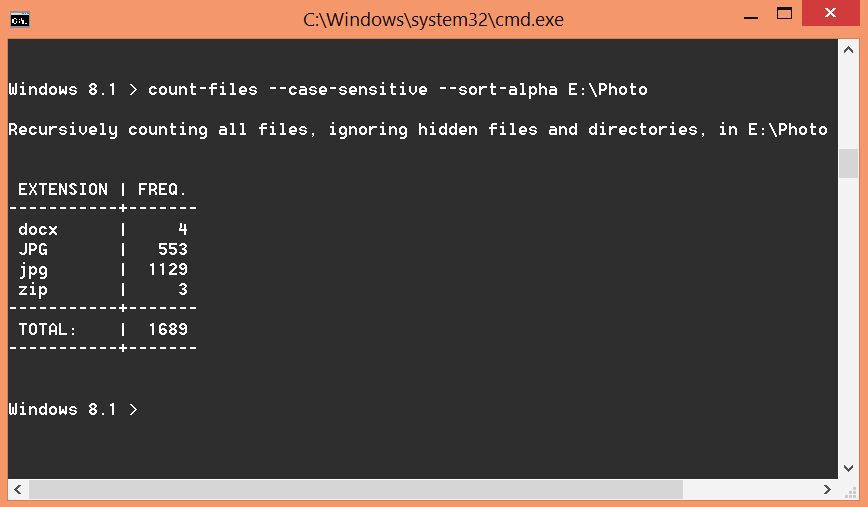 C:\Windows\system32\cmd.exe
Windows 8.1 > count-files --case-sensitive --sort-alpha E:\Photo
Recursively counting all files, ignoring hidden files and directories, in E:\Photo
EXTENSION | FREQ.
-----------+-------
docx | 4
JPG | 553
jpg | 1129
zip | 3
-----------+-------
TOTAL: | 1689
-----------+-------
Windows 8.1 >